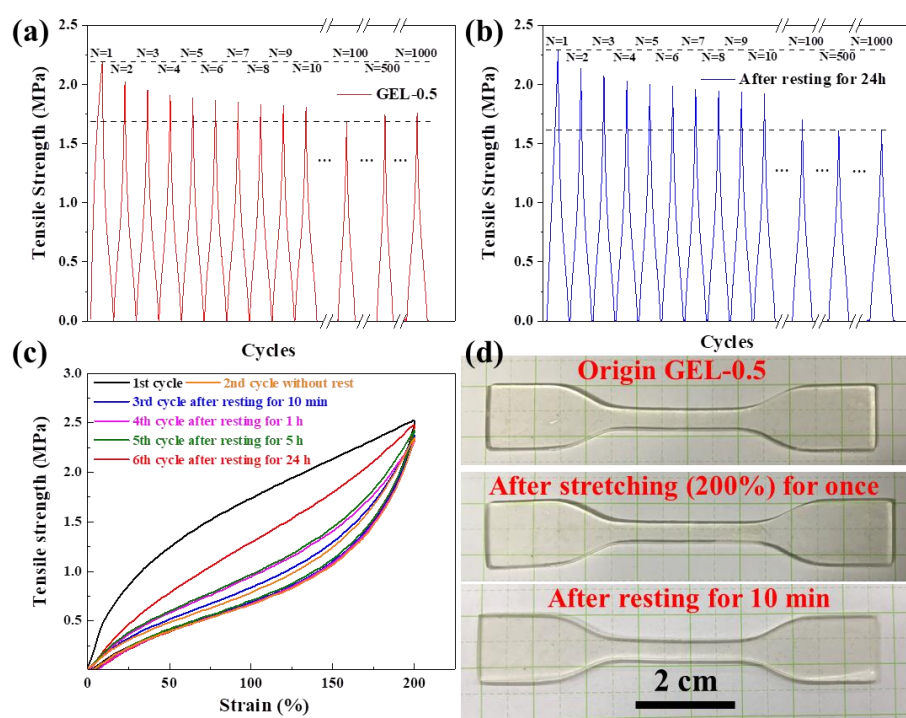 (a)
2.5
2.0
1.5
1.0
0.5
0.0
Tensile Strength (MPa)
N=1 N=3 N=5 N=7 N=9 N=100 N=1000
N=2 N=4 N=6 N=8 N=10 N=500
GEL-0.5
... ... ...
Cycles
(b)
2.5
2.0
1.5
1.0
0.5
0.0
Tensile Strength (MPa)
N=1 N=3 N=5 N=7 N=9 N=100 N=1000
N=2 N=4 N=6 N=8 N=10 N=500
After resting for 24h
... ... ...
Cycles
(c)
3.0
2.5
2.0
1.5
1.0
0.5
Tensile strength (MPa)
1st cycle 2nd cycle without rest
3rd cycle after resting for 10 min
4th cycle after resting for 1 h
5th cycle after resting for 5 h
6th cycle after resting for 24 h
0 50 100 150 200
Strain (%)
(d)
Origin GEL-0.5
After stretching (200%) for once
After resting for 10 min
2 cm